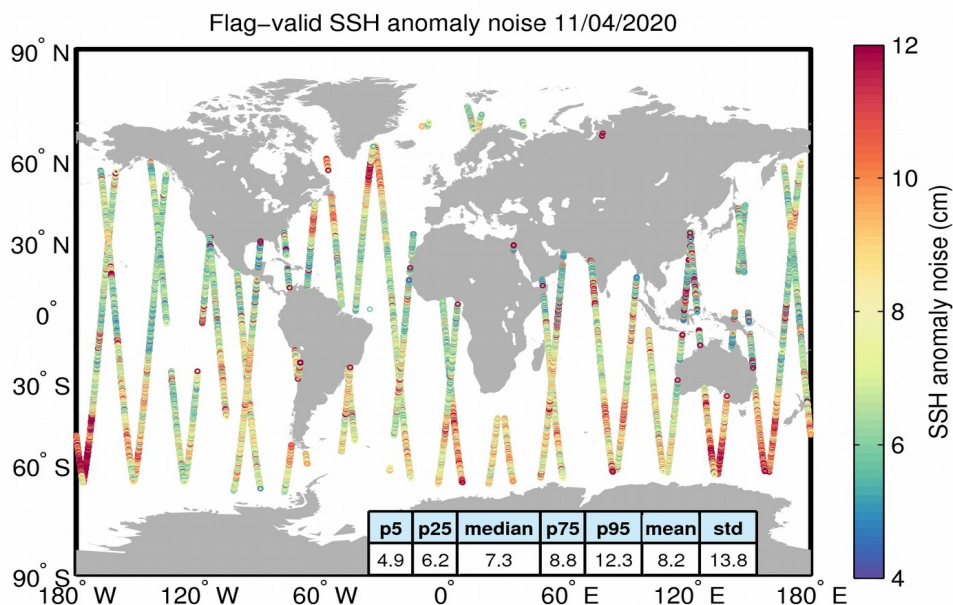 Flag−valid SSH anomaly noise 11/04/2020
90° N
60° N
30° N
0°
30° S
60° S
90° S
180° W
120° W
60° W
0°
60° E
120° E
180° E
p5 p25 median p75 p95 mean std
4.9 6.2 7.3 8.8 12.3 8.2 13.8
12
10
8
6
4
SSH anomaly noise (cm)